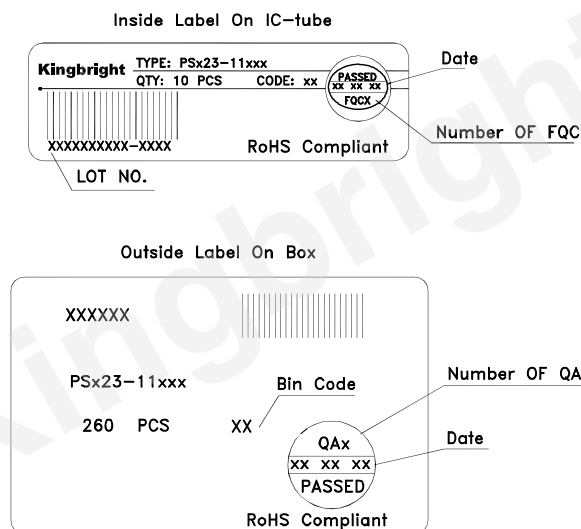 Inside Label On IC-tube
Kingbright
TYPE: PSx23-11xxx
QTY: 10 PCS CODE: xx
PASSED
xx xx xx
FQCX
Date
Number OF FQC
XXXXXXXXXX-XXXX
RoHS Compliant
LOT NO.
Outside Label On Box
XXXXXX
PSx23-11xxx
Bin Code
260 PCS
XX
Number OF QA
QAx
xx xx xx
Date
PASSED
RoHS Compliant
Kingbright